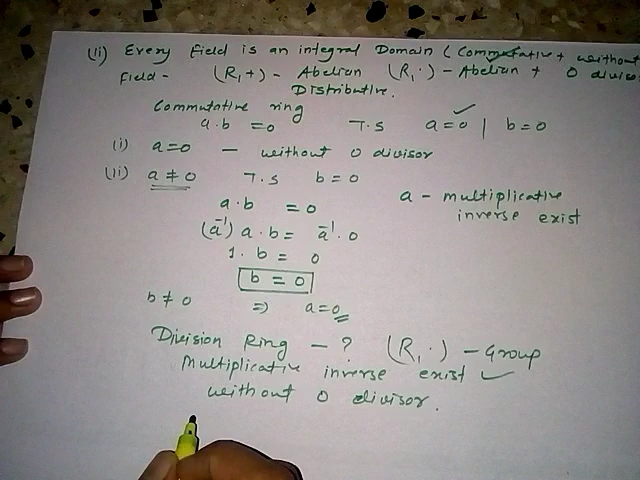 (ii) Every field is an integral Domain (Commutative + without
Field - (R,+) - Abelian (R,·) - Abelian + 0 divisor
Distributive.
Commutative ring
a·b = 0 T.S a=0 | b=0
(i) a=0 - without 0 divisor
(ii) a≠0 T.S b=0
a·b = 0 a - multiplicative
inverse exist
(a⁻¹) a·b = a⁻¹·0
1·b = 0
b = 0
b≠0 => a=0
Division Ring - ? (R,·) - Group
Multiplicative inverse exist ✓
without 0 divisor.